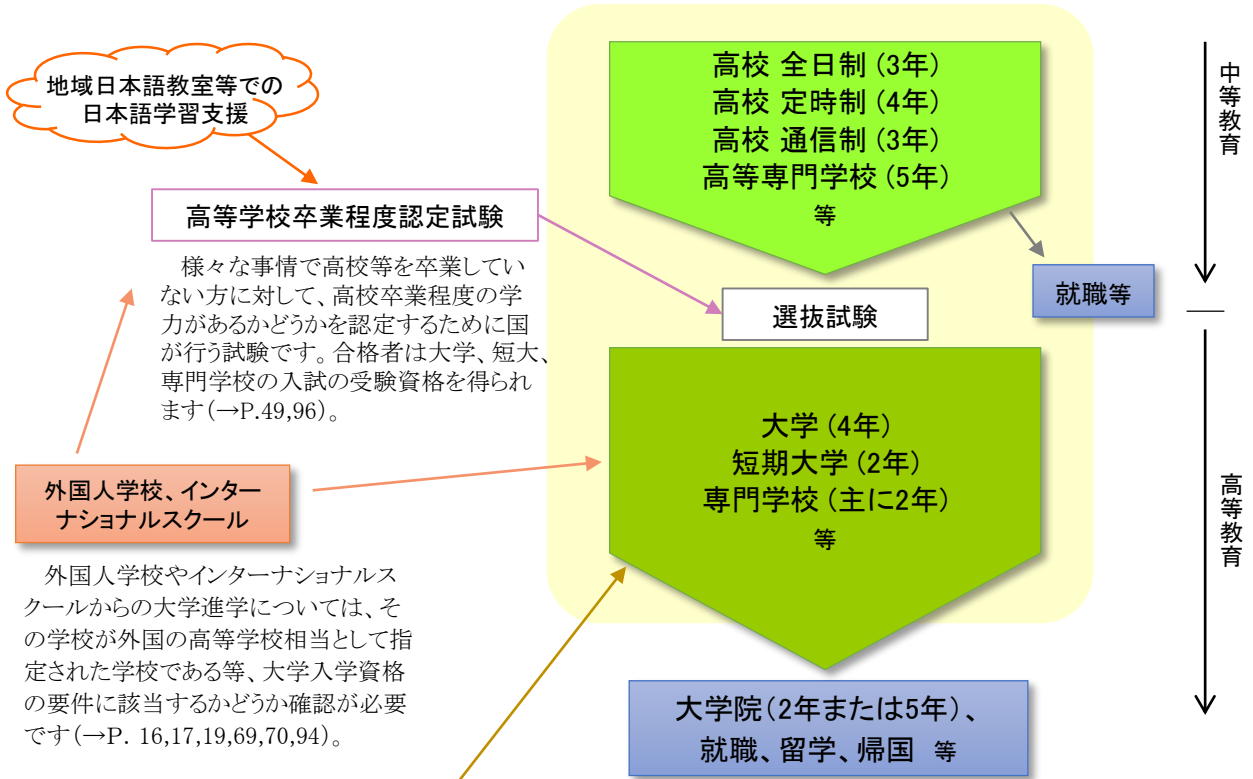 高校 全日制 (3年)
高校 定時制 (4年)
高校 通信制 (3年)
高等専門学校 (5年)
等
中等教育
地域日本語教室等での
日本語学習支援
高等学校卒業程度認定試験
様々な事情で高校等を卒業してい
ない方に対して、高校卒業程度の学
力があるかどうかを認定するために国
が行う試験です。合格者は大学、短大、
専門学校の入試の受験資格を得られ
ます(→P.49,96)。
就職等
選抜試験
大学 (4年)
短期大学 (2年)
専門学校 (主に2年)
等
高等教育
外国人学校、インター
ナショナルスクール
外国人学校やインターナショナルス
クールからの大学進学については、そ
の学校が外国の高等学校相当として指
定された学校である等、大学入学資格
の要件に該当するかどうか確認が必要
です(→P. 16,17,19,69,70,94)。
大学院(2年または5年)、
就職、留学、帰国 等